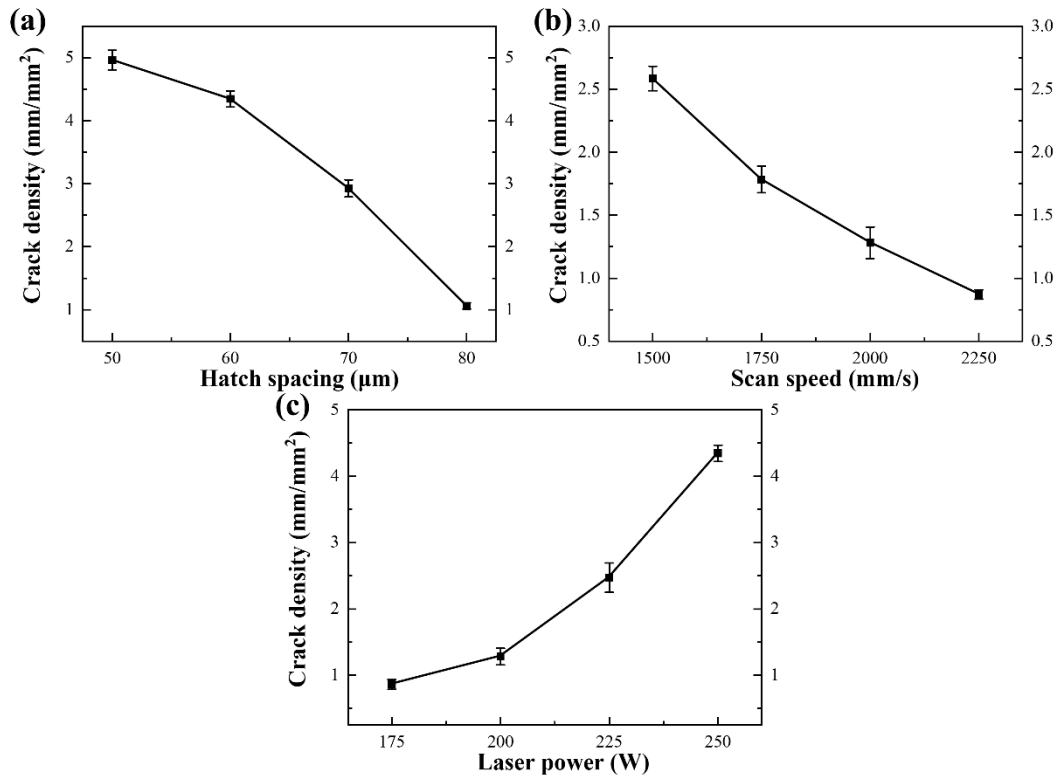 (a)
Crack density (mm/mm²)
5
4
3
2
1
5
4
3
2
1
50 60 70 80
Hatch spacing (μm)
(b)
Crack density (mm/mm²)
3.0
2.5
2.0
1.5
1.0
0.5
3.0
2.5
2.0
1.5
1.0
0.5
1500 1750 2000 2250
Scan speed (mm/s)
(c)
Crack density (mm/mm²)
5
4
3
2
1
5
4
3
2
1
175 200 225 250
Laser power (W)